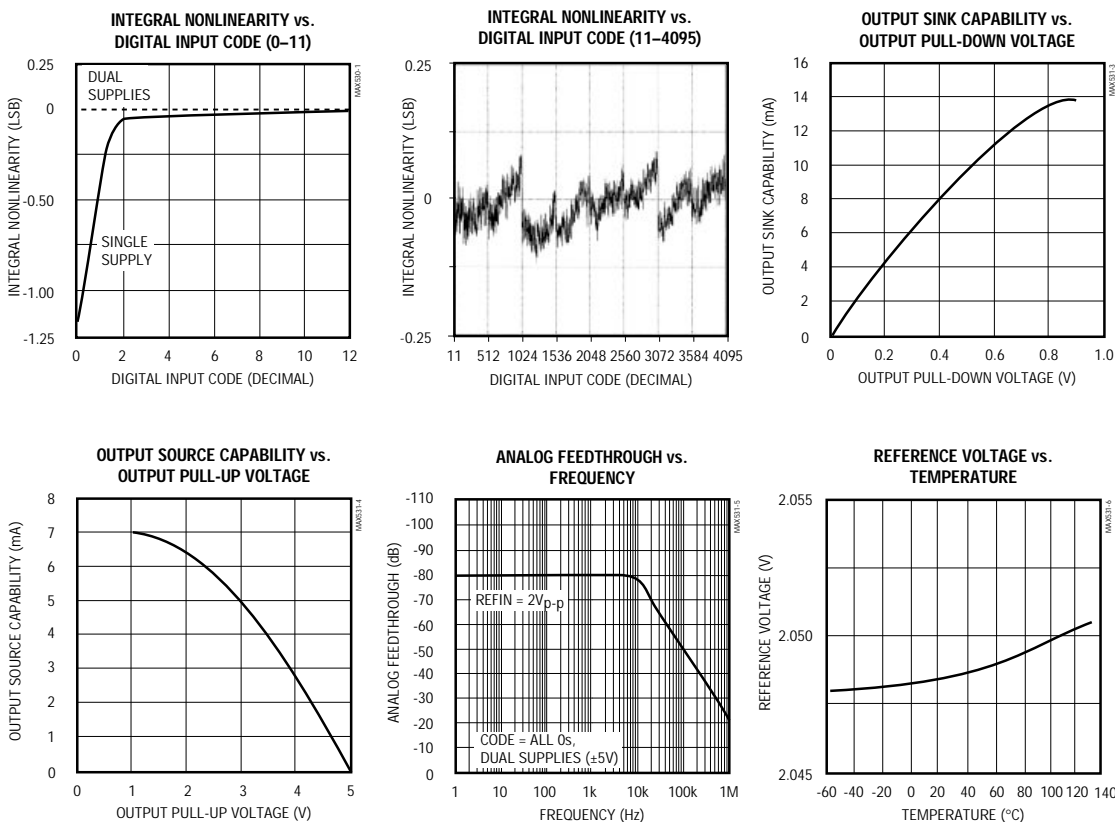 INTEGRAL NONLINEARITY vs.
DIGITAL INPUT CODE (0–11)
0.25
0
-0.50
-1.00
-1.25
INTEGRAL NONLINEARITY (LSB)
DUAL
SUPPLIES
SINGLE
SUPPLY
MAX530-1
0 2 4 6 8 10 12
DIGITAL INPUT CODE (DECIMAL)
INTEGRAL NONLINEARITY vs.
DIGITAL INPUT CODE (11–4095)
0.25
0
-0.25
INTEGRAL NONLINEARITY (LSB)
11 512 1024 1536 2048 2560 3072 3584 4095
DIGITAL INPUT CODE (DECIMAL)
OUTPUT SINK CAPABILITY vs.
OUTPUT PULL-DOWN VOLTAGE
16
14
12
10
8
6
4
2
0
OUTPUT SINK CAPABILITY (mA)
MAX531-3
0 0.2 0.4 0.6 0.8 1.0
OUTPUT PULL-DOWN VOLTAGE (V)
OUTPUT SOURCE CAPABILITY vs.
OUTPUT PULL-UP VOLTAGE
8
7
6
5
4
3
2
1
0
OUTPUT SOURCE CAPABILITY (mA)
MAX531-4
0 1 2 3 4 5
OUTPUT PULL-UP VOLTAGE (V)
ANALOG FEEDTHROUGH vs.
FREQUENCY
-110
-100
-90
-80
-70
-60
-50
-40
-30
-20
-10
0
ANALOG FEEDTHROUGH (dB)
REFIN = 2Vp-p
CODE = ALL 0s,
DUAL SUPPLIES (±5V)
MAX531-5
1 10 100 1k 10k 100k 1M
FREQUENCY (Hz)
REFERENCE VOLTAGE vs.
TEMPERATURE
2.055
2.050
2.045
REFERENCE VOLTAGE (V)
MAX531-6
-60 -40 -20 0 20 40 60 80 100 120 140
TEMPERATURE (°C)